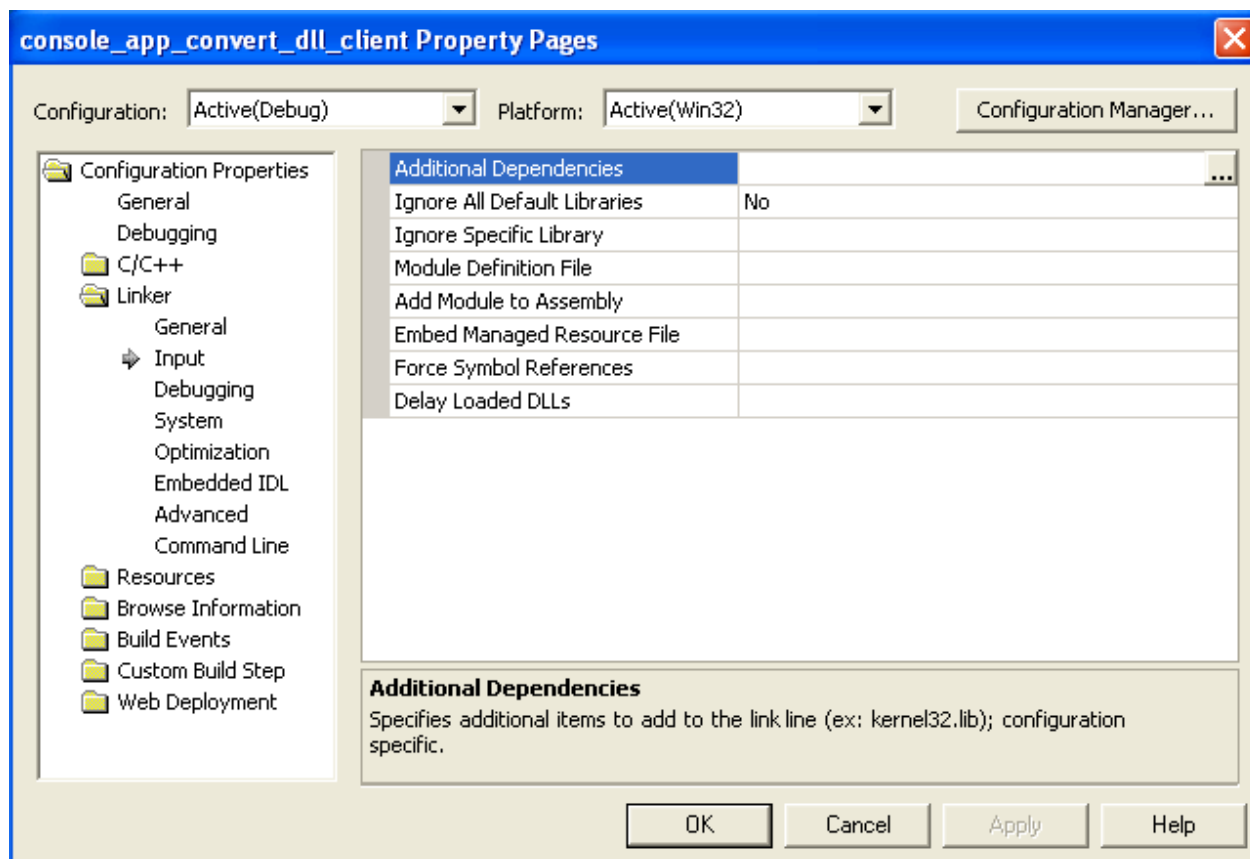 console_app_convert_dll_client Property Pages
Configuration: Active(Debug) Platform: Active(Win32) Configuration Manager...
Configuration Properties
General
Debugging
C/C++
Linker
General
Input
Debugging
System
Optimization
Embedded IDL
Advanced
Command Line
Resources
Browse Information
Build Events
Custom Build Step
Web Deployment
Additional Dependencies ...
Ignore All Default Libraries No
Ignore Specific Library
Module Definition File
Add Module to Assembly
Embed Managed Resource File
Force Symbol References
Delay Loaded DLLs
Additional Dependencies
Specifies additional items to add to the link line (ex: kernel32.lib); configuration
specific.
OK Cancel Apply Help